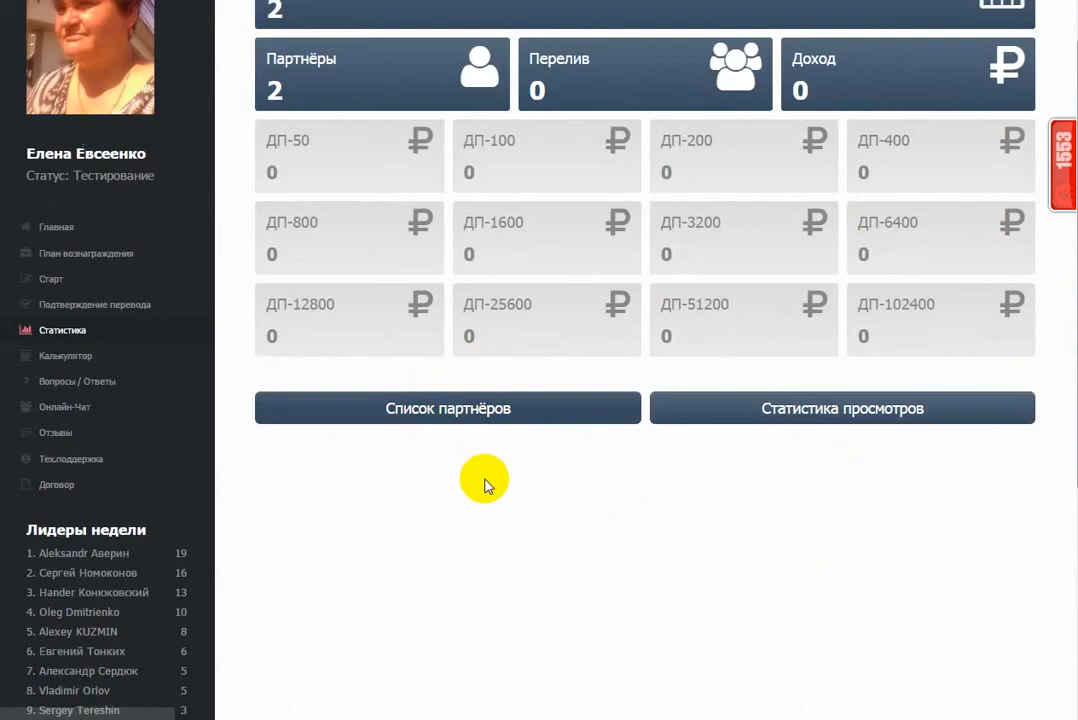 2
Партнёры
2
Перелив
0
Доход
0
ДП-50
0
ДП-100
0
ДП-200
0
ДП-400
0
ДП-800
0
ДП-1600
0
ДП-3200
0
ДП-6400
0
ДП-12800
0
ДП-25600
0
ДП-51200
0
ДП-102400
0
Список партнёров
Статистика просмотров
1553
Елена Евсеенко
Статус: Тестирование
Главная
План вознаграждения
Старт
Подтверждение перевода
Статистика
Калькулятор
Вопросы / Ответы
Онлайн-Чат
Отзывы
Тех.поддержка
Договор
Лидеры недели
1. Aleksandr Аверин 19
2. Сергей Номоконов 16
3. Hander Конюховский 13
4. Oleg Dmitrienko 10
5. Alexey KUZMIN 8
6. Евгений Тонких 6
7. Александр Сердюк 5
8. Vladimir Orlov 5
9. Sergey Tereshin 3